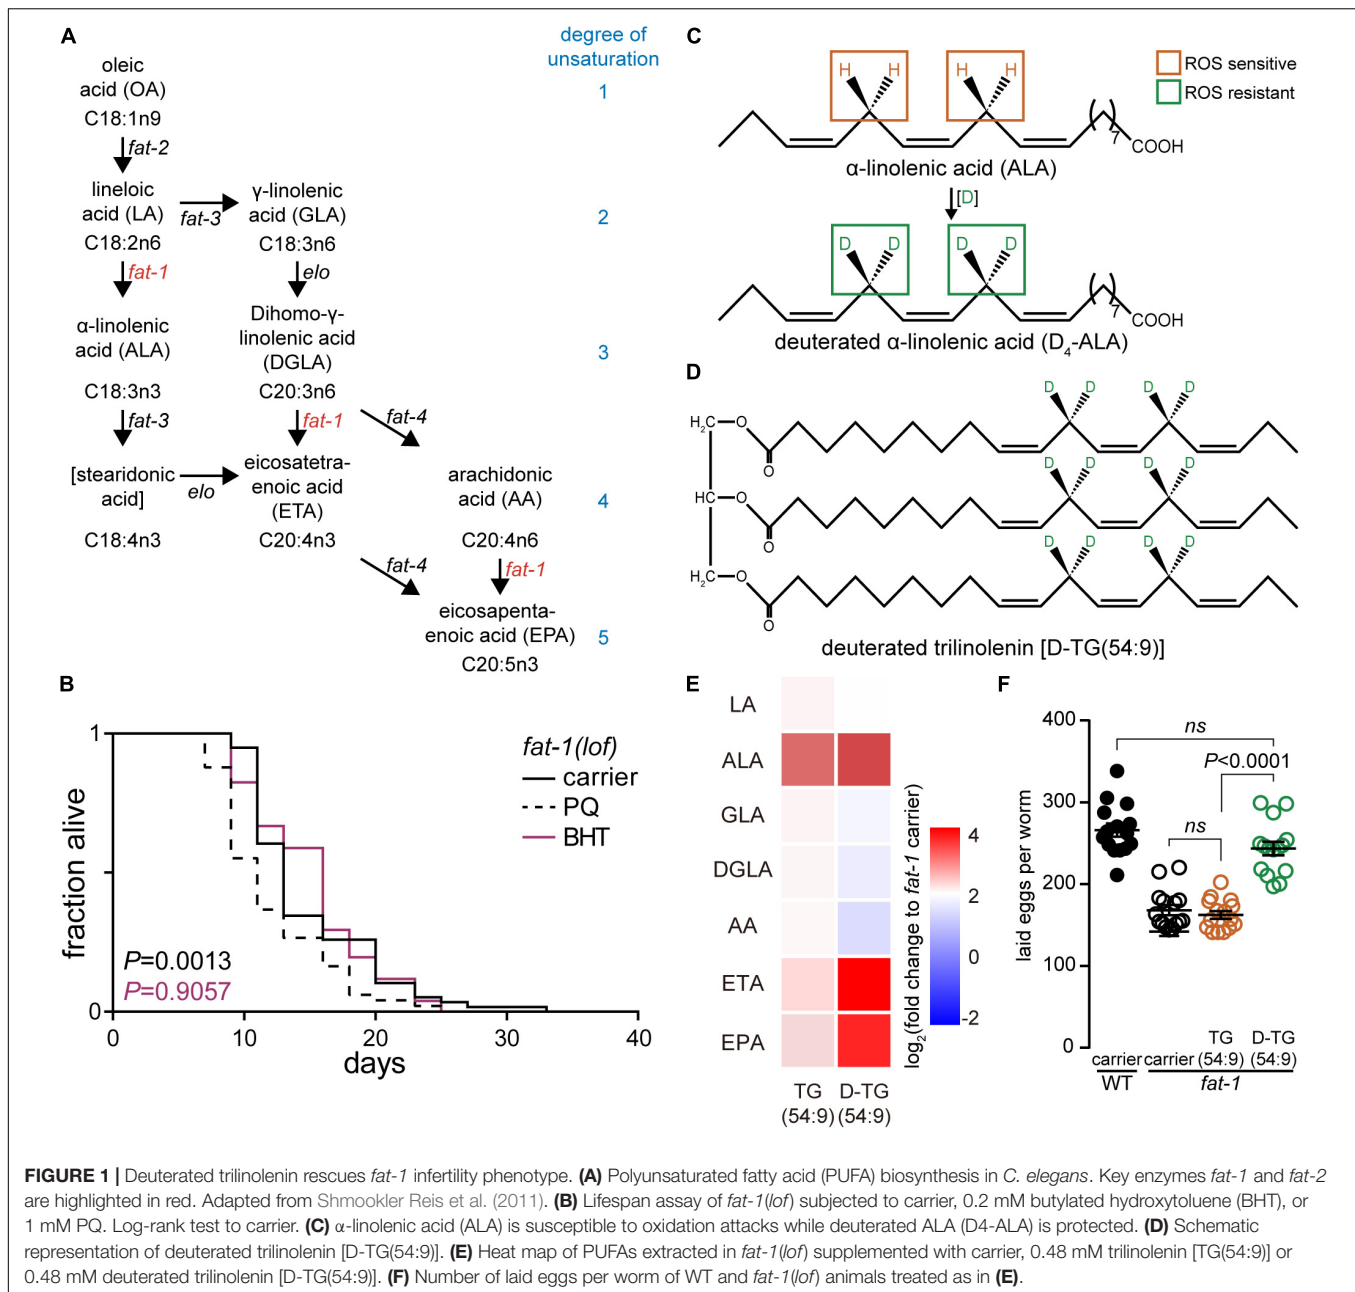 A
degree of
unsaturation
oleic
acid (OA)
1
C18:1n9
fat-2
lineloic
acid (LA)
γ-linolenic
acid (GLA)
fat-3
2
C18:2n6
C18:3n6
fat-1
elo
α-linolenic
acid (ALA)
Dihomo-γ-
linolenic acid
(DGLA)
3
C18:3n3
C20:3n6
fat-3
fat-1
fat-4
[stearidonic
acid]
elo
eicosatetra-
enoic acid
(ETA)
arachidonic
acid (AA)
4
C18:4n3
C20:4n3
C20:4n6
fat-4
fat-1
eicosapenta-
enoic acid (EPA)
5
C20:5n3
B
1
fat-1(lof)
carrier
PQ
BHT
fraction alive
P=0.0013
P=0.9057
0
0
10
20
30
40
days
C
H H H H
ROS sensitive
ROS resistant
7
COOH
α-linolenic acid (ALA)
[D]
D D D D
7
COOH
deuterated α-linolenic acid (D4-ALA)
D
D D D D
H2C O
O
D D D D
HC O
O
D D D D
H2C O
O
deuterated trilinolenin [D-TG(54:9)]
E
LA
ALA
GLA
DGLA
AA
ETA
EPA
TG
(54:9)
D-TG
(54:9)
log2(fold change to fat-1 carrier)
4
2
0
-2
F
400
300
200
100
0
laid eggs per worm
ns
P<0.0001
ns
carrier
WT
carrier
TG
(54:9)
D-TG
(54:9)
fat-1
FIGURE 1 | Deuterated trilinolenin rescues fat-1 infertility phenotype. (A) Polyunsaturated fatty acid (PUFA) biosynthesis in C. elegans. Key enzymes fat-1 and fat-2
are highlighted in red. Adapted from Shmookler Reis et al. (2011). (B) Lifespan assay of fat-1(lof) subjected to carrier, 0.2 mM butylated hydroxytoluene (BHT), or
1 mM PQ. Log-rank test to carrier. (C) α-linolenic acid (ALA) is susceptible to oxidation attacks while deuterated ALA (D4-ALA) is protected. (D) Schematic
representation of deuterated trilinolenin [D-TG(54:9)]. (E) Heat map of PUFAs extracted in fat-1(lof) supplemented with carrier, 0.48 mM trilinolenin [TG(54:9)] or
0.48 mM deuterated trilinolenin [D-TG(54:9)]. (F) Number of laid eggs per worm of WT and fat-1(lof) animals treated as in (E).